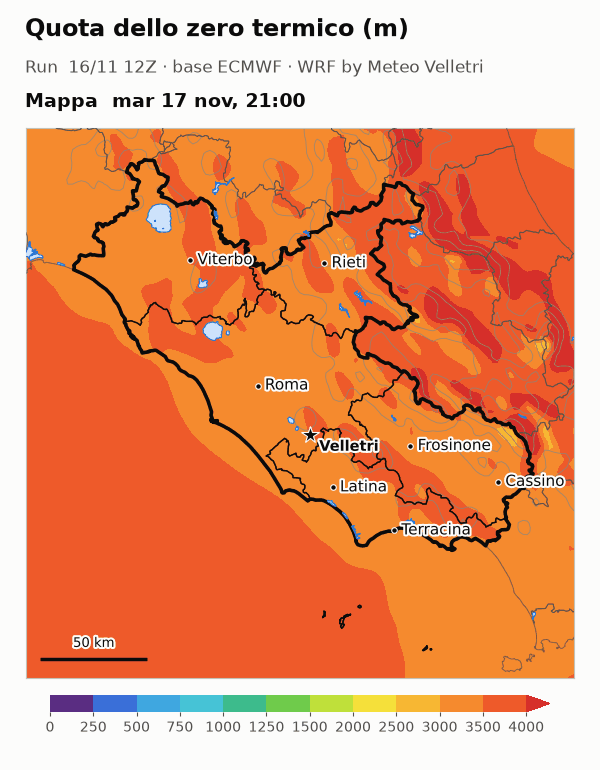 Quota dello zero termico (m)
Run  16/11 12Z · base ECMWF · WRF by Meteo Velletri
Mappa  mar 17 nov, 21:00
Viterbo
Rieti
Roma
Velletri
Frosinone
Latina
Cassino
Terracina
50 km
0 250 500 750 1000 1250 1500 2000 2500 3000 3500 4000